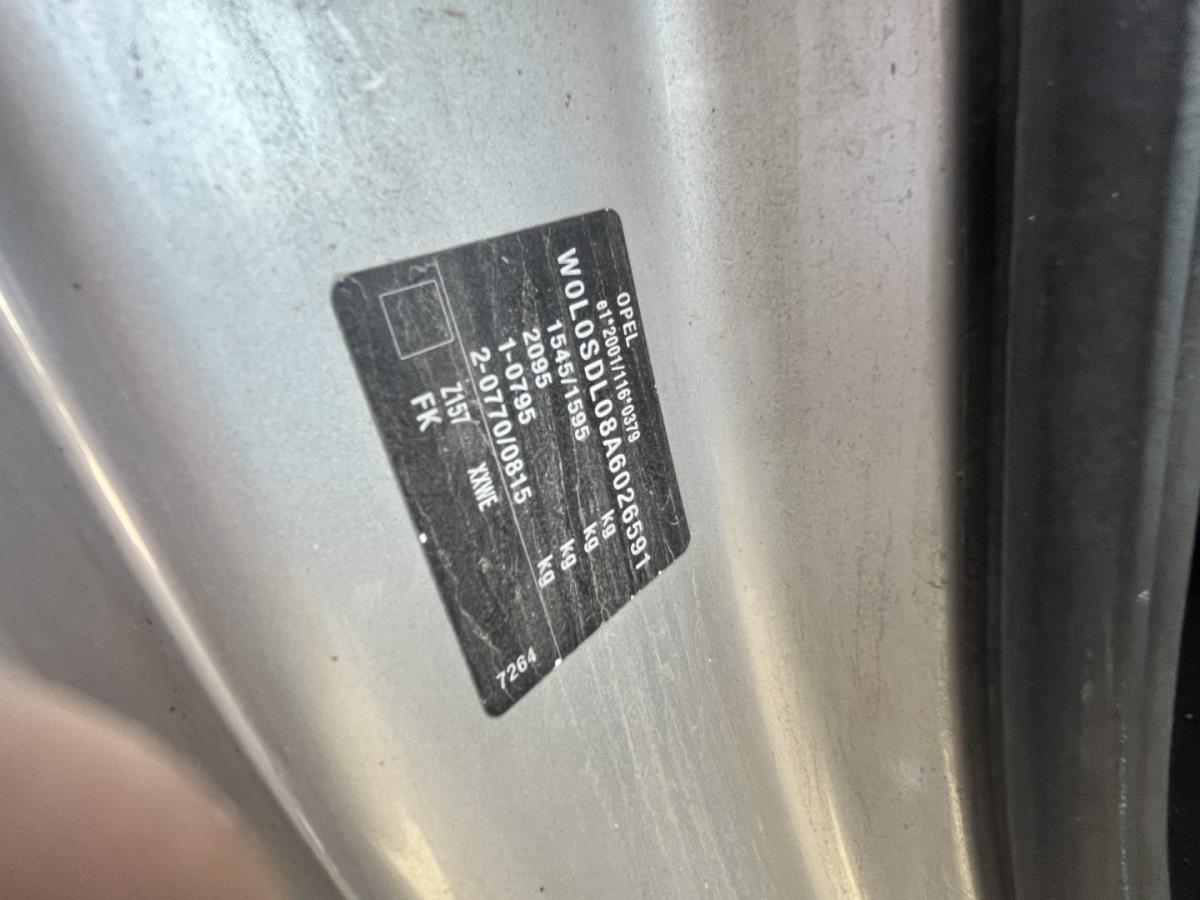 OPEL
e1*2001/116*0379
W0L0SDL08A6026591
1545/1595 kg
2095 kg
1-0795 kg
2-0770/0815 kg
Z157 XXWE
FK
7264